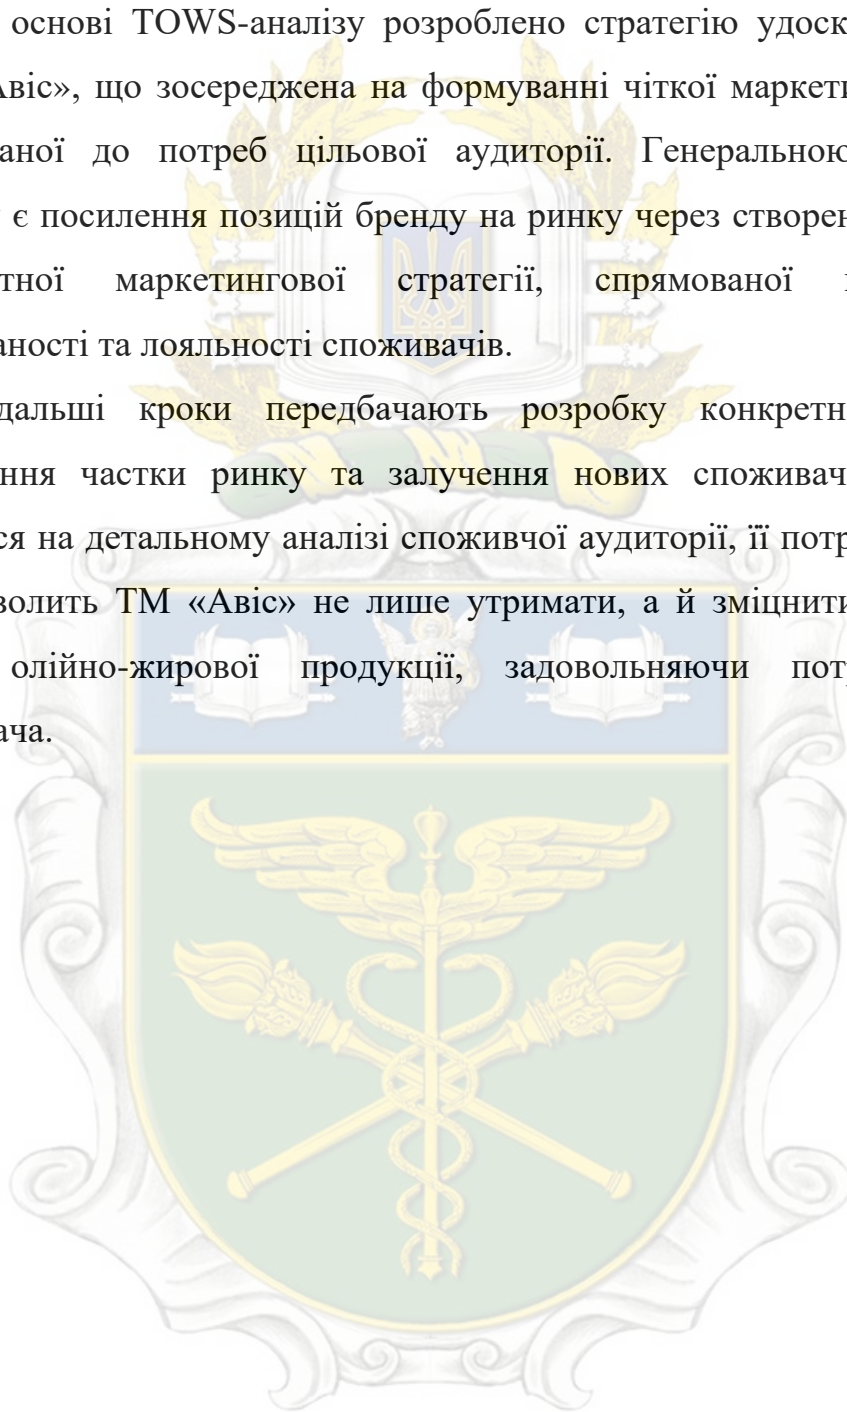 основі TOWS-аналізу розроблено стратегію удоск
Авіс», що зосереджена на формуванні чіткої маркети
аної до потреб цільової аудиторії. Генеральною
є посилення позицій бренду на ринку через створен
тної маркетингової стратегії, спрямованої
аності та лояльності споживачів.
дальші кроки передбачають розробку конкретн
ння частки ринку та залучення нових споживач
ся на детальному аналізі споживчої аудиторії, її потр
волить ТМ «Авіс» не лише утримати, а й зміцнити
олійно-жирової продукції, задовольняючи потр
ача.